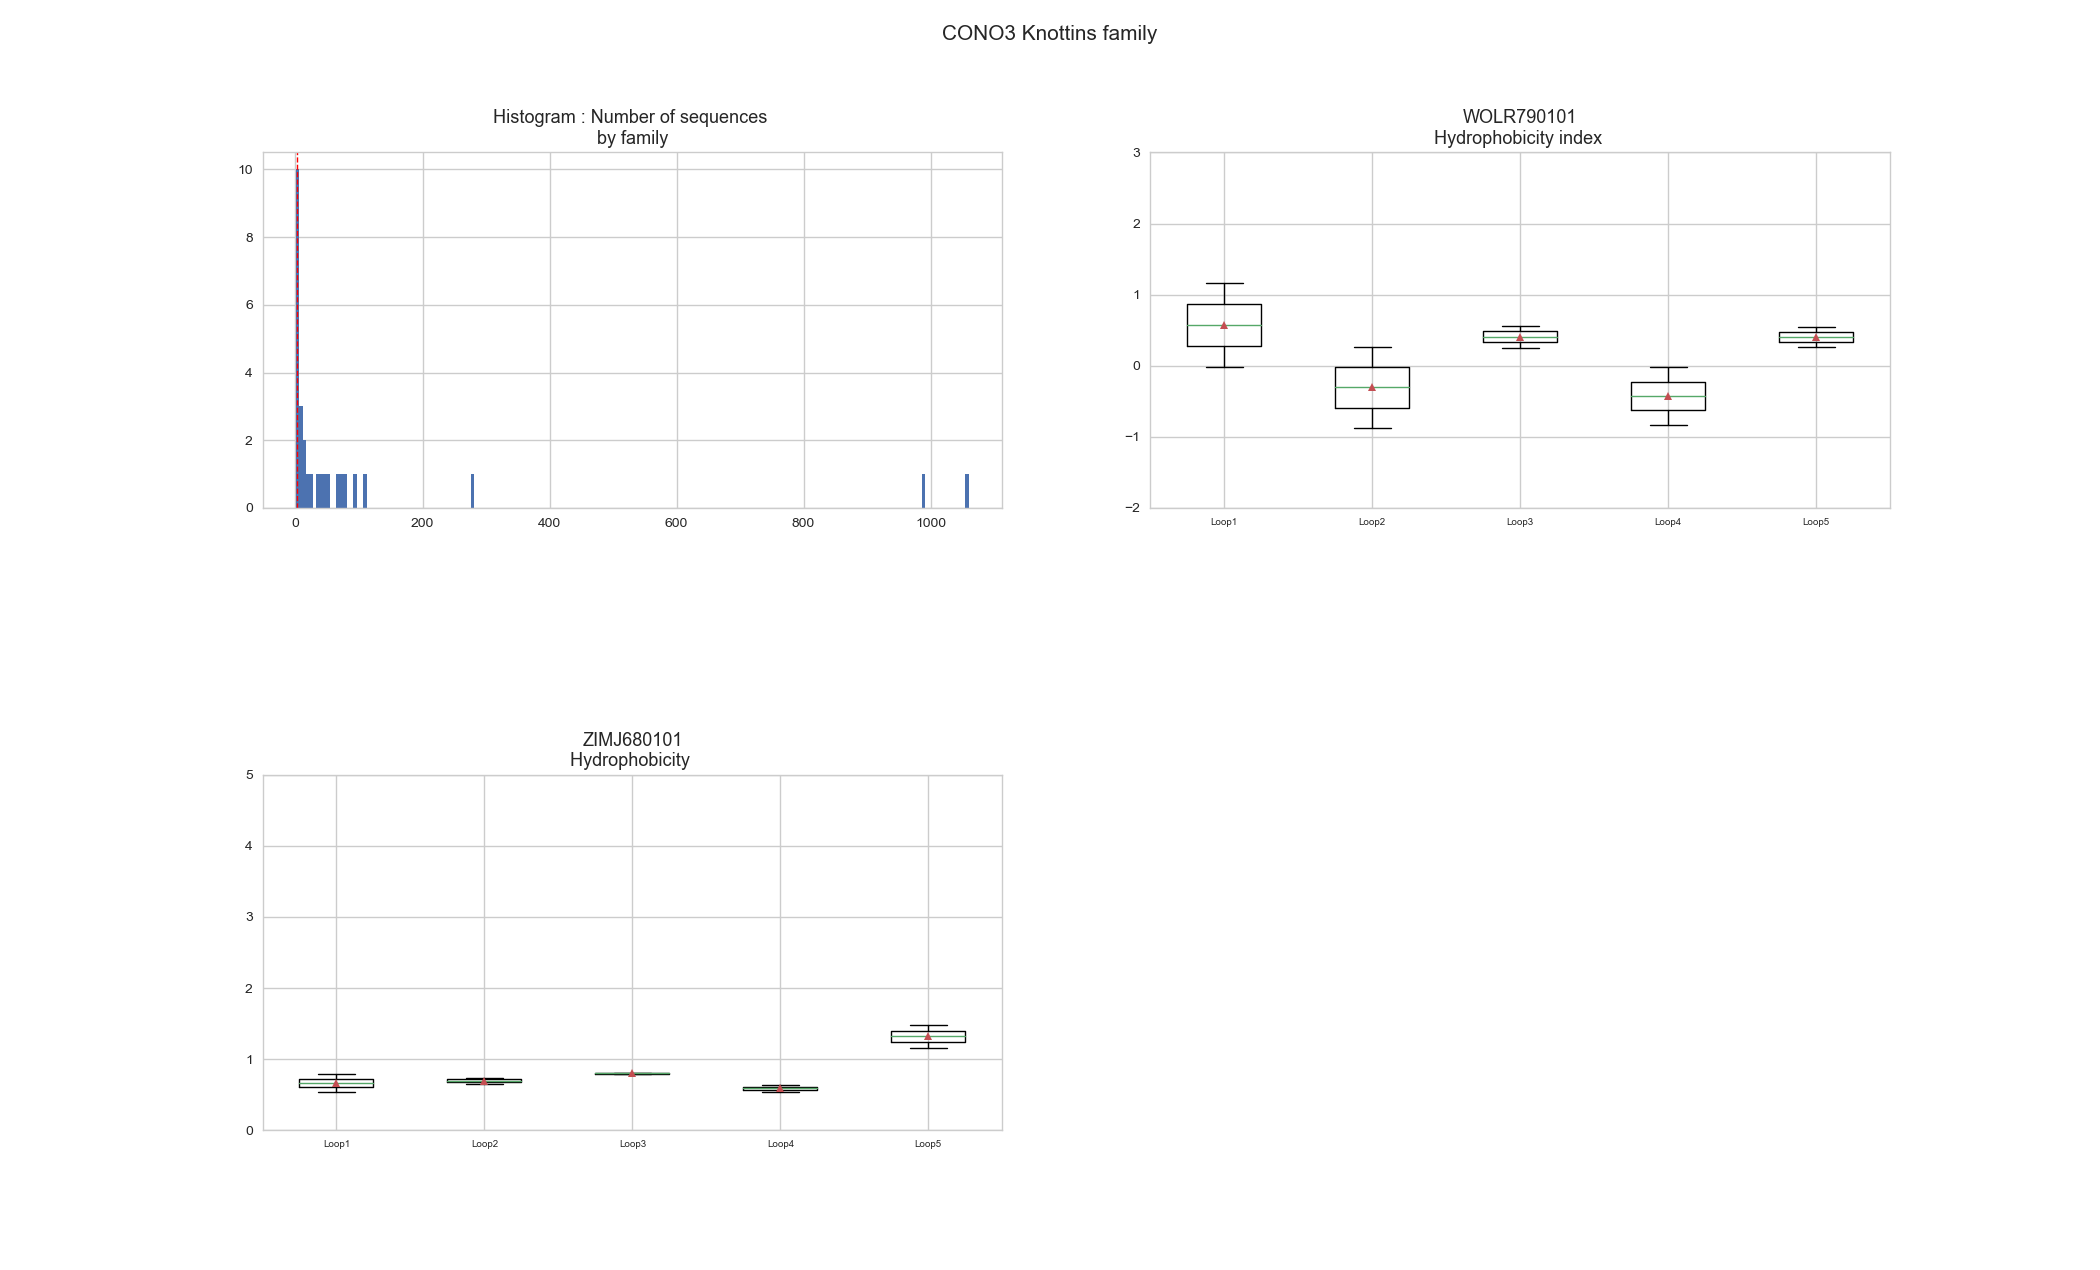 CONO3 Knottins family
Histogram : Number of sequences
by family
10
8
6
4
2
0
0 200 400 600 800 1000
WOLR790101
Hydrophobicity index
3
2
1
0
−1
−2
Loop1 Loop2 Loop3 Loop4 Loop5
ZIMJ680101
Hydrophobicity
5
4
3
2
1
0
Loop1 Loop2 Loop3 Loop4 Loop5